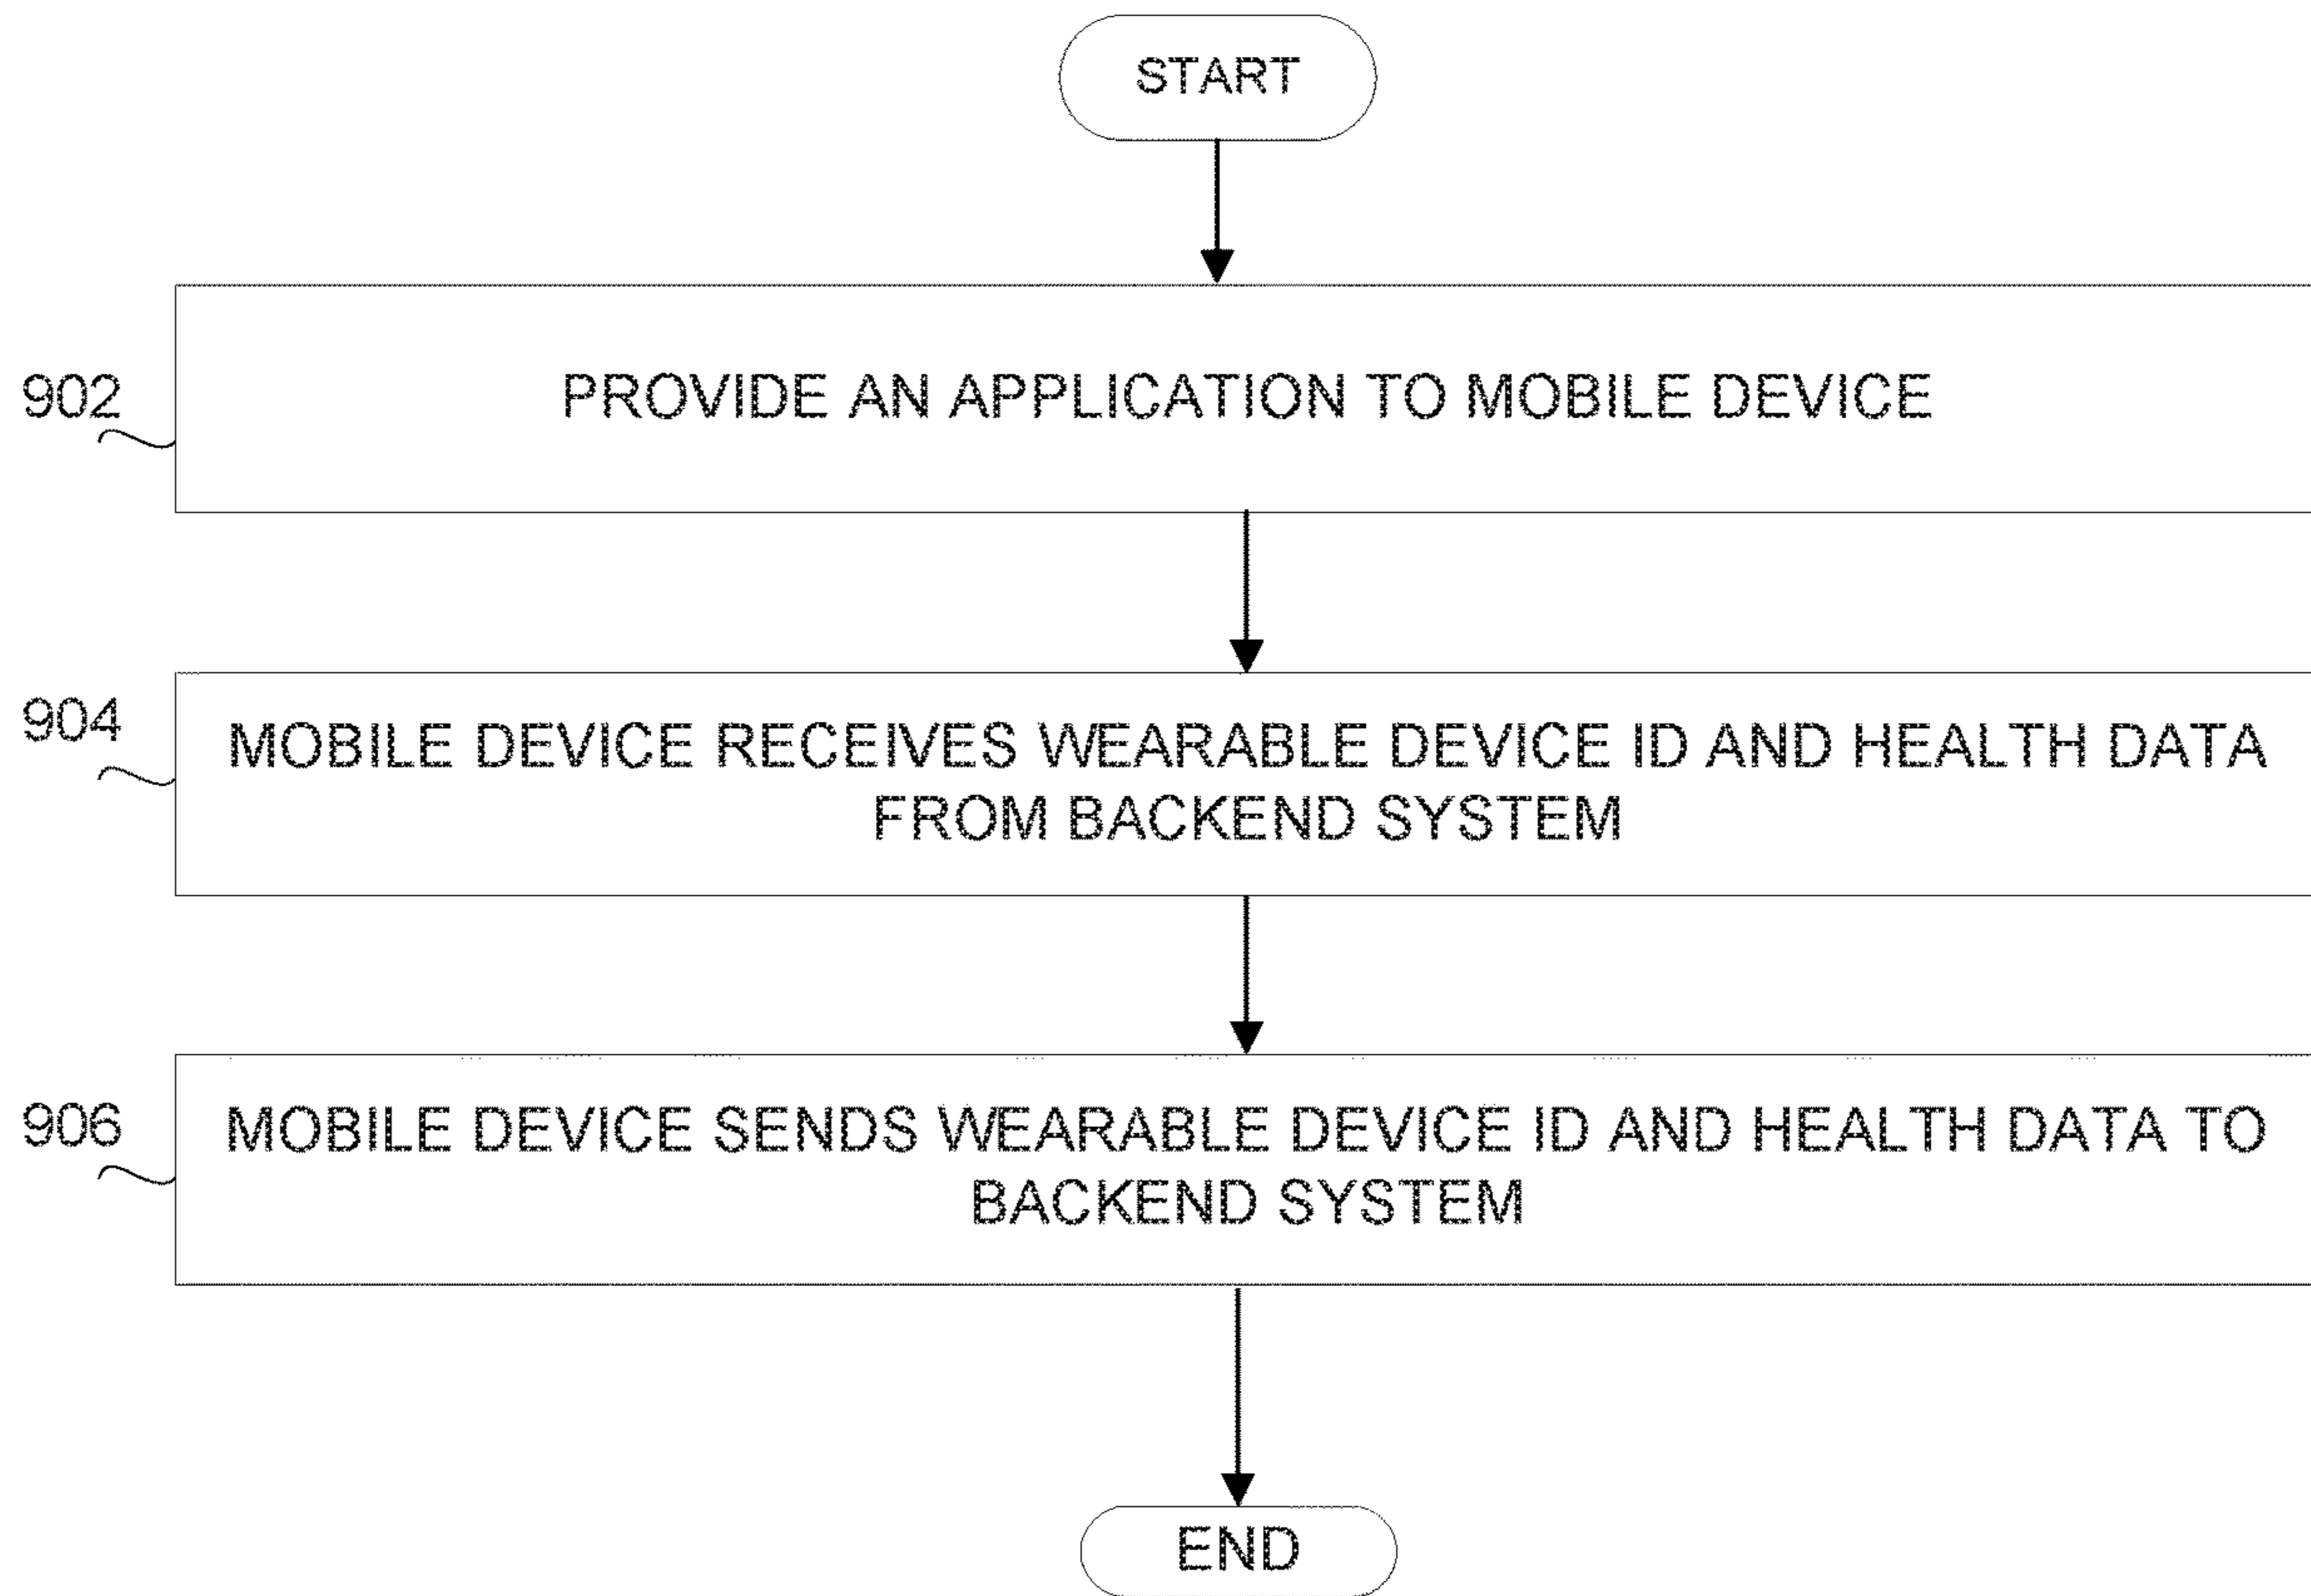 START
902
PROVIDE AN APPLICATION TO MOBILE DEVICE
904
MOBILE DEVICE RECEIVES WEARABLE DEVICE ID AND HEALTH DATA
FROM BACKEND SYSTEM
906
MOBILE DEVICE SENDS WEARABLE DEVICE ID AND HEALTH DATA TO
BACKEND SYSTEM
END